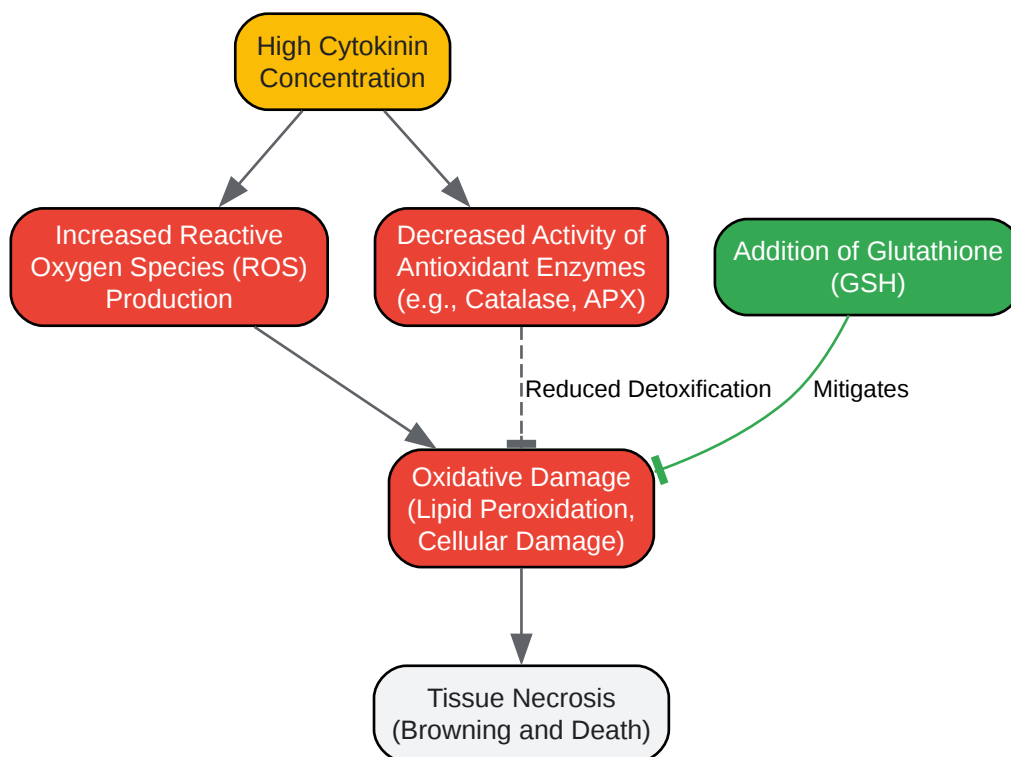 High Cytokinin
Concentration
Increased Reactive
Oxygen Species (ROS)
Production
Decreased Activity of
Antioxidant Enzymes
(e.g., Catalase, APX)
Addition of Glutathione
(GSH)
Reduced Detoxification
Mitigates
Oxidative Damage
(Lipid Peroxidation,
Cellular Damage)
Tissue Necrosis
(Browning and Death)